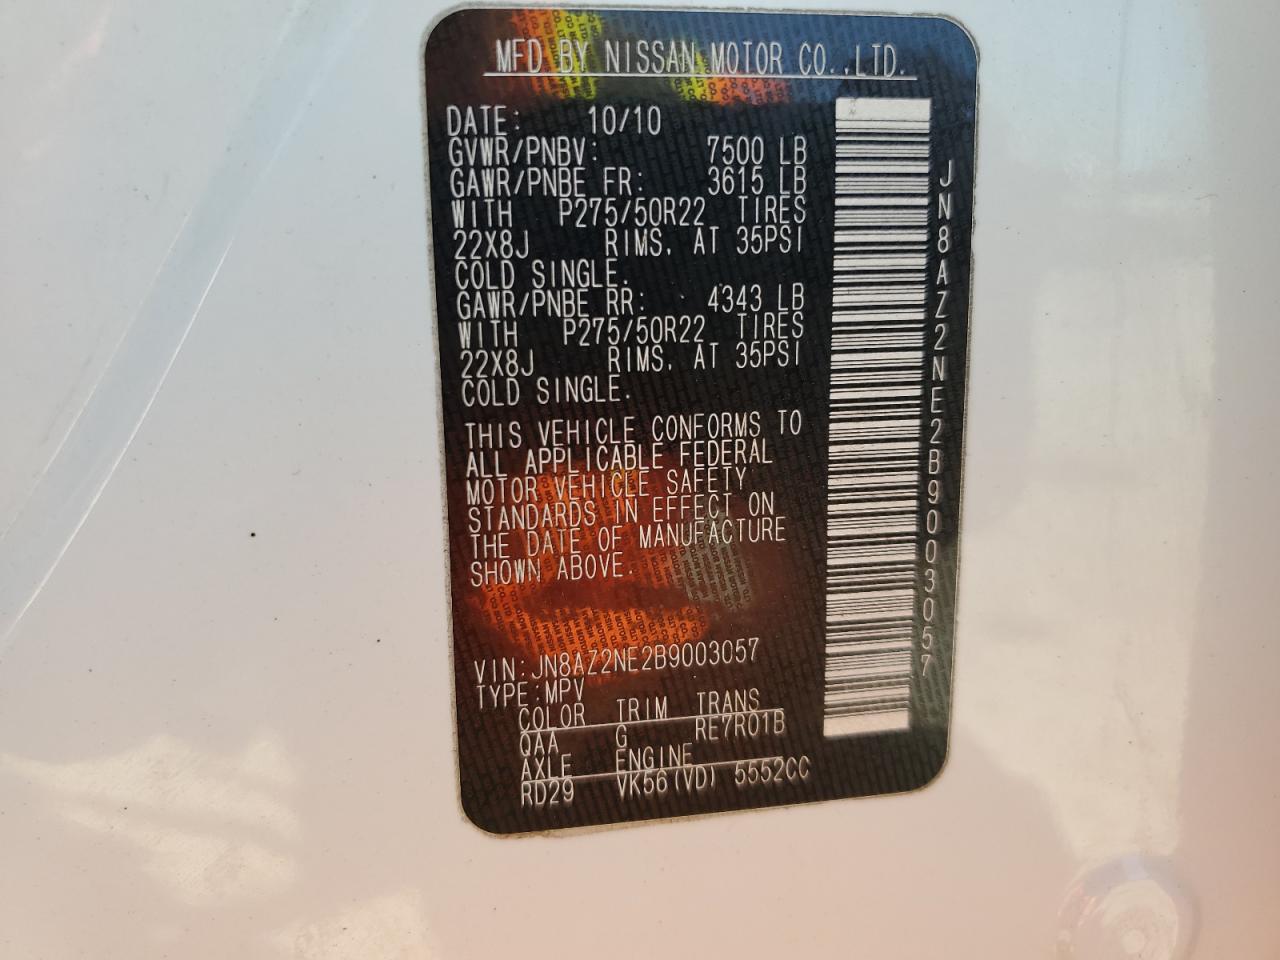 MFD BY NISSAN MOTOR CO.,LTD.
DATE: 10/10
GVWR/PNBV: 7500 LB
GAWR/PNBE FR: 3615 LB
WITH P275/50R22 TIRES
22X8J RIMS. AT 35PSI
COLD SINGLE.
GAWR/PNBE RR: 4343 LB
WITH P275/50R22 TIRES
22X8J RIMS. AT 35PSI
COLD SINGLE.
THIS VEHICLE CONFORMS TO
ALL APPLICABLE FEDERAL
MOTOR VEHICLE SAFETY
STANDARDS IN EFFECT ON
THE DATE OF MANUFACTURE
SHOWN ABOVE.
VIN:JN8AZ2NE2B9003057
TYPE:MPV
COLOR TRIM TRANS
QAA G RE7R01B
AXLE ENGINE
RD29 VK56(VD) 5552CC
JN8AZ2NE2B9003057